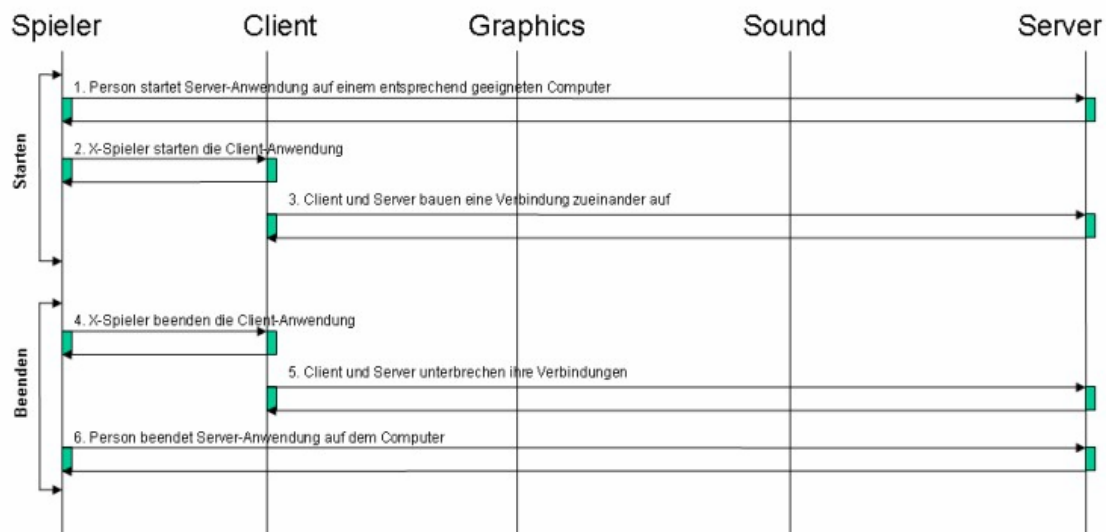 Spieler Client Graphics Sound Server
1. Person startet Server-Anwendung auf einem entsprechend geeigneten Computer
2. X-Spieler starten die Client-Anwendung
Starten
3. Client und Server bauen eine Verbindung zueinander auf
4. X-Spieler beenden die Client-Anwendung
5. Client und Server unterbrechen ihre Verbindungen
Beenden
6. Person beendet Server-Anwendung auf dem Computer